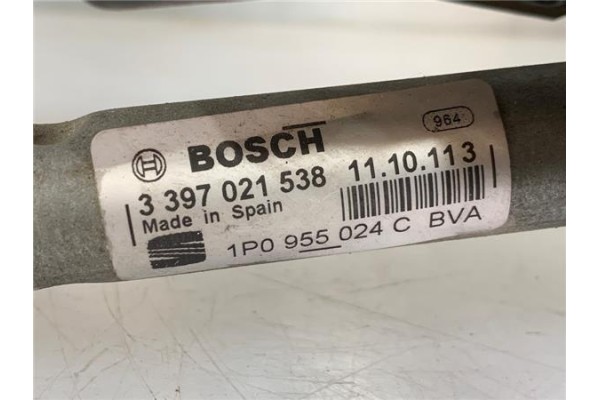 964
BOSCH
3 397 021 538 11.10.113
Made in Spain
1P0 955 024 C BVA